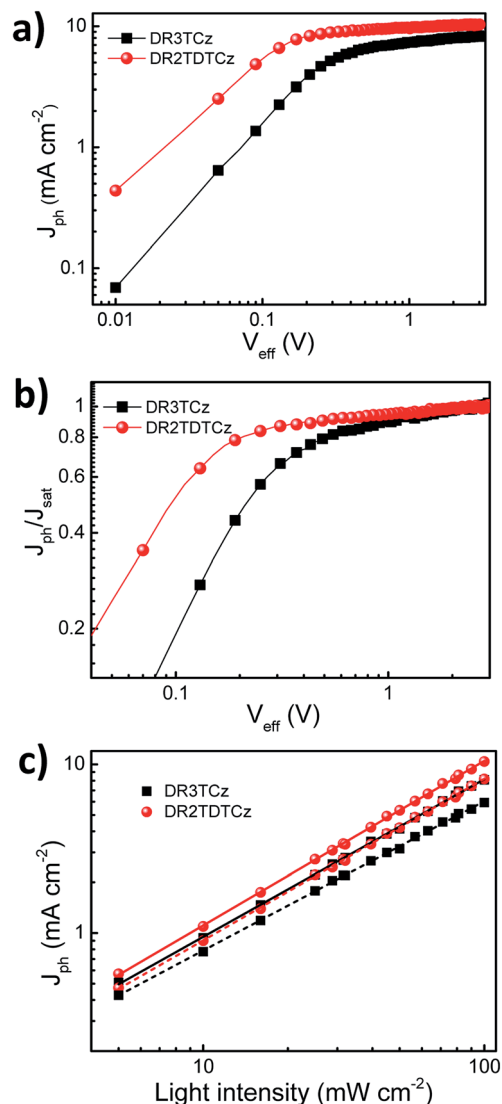 a)
10
1
0.1
J_ph (mA cm⁻²)
DR3TCz
DR2TDTCz
0.01
0.1
1
V_eff (V)
b)
1
0.8
0.6
0.4
0.2
J_ph/J_sat
DR3TCz
DR2TDTCz
0.1
1
V_eff (V)
c)
10
1
J_ph (mA cm⁻²)
DR3TCz
DR2TDTCz
10
100
Light intensity (mW cm⁻²)